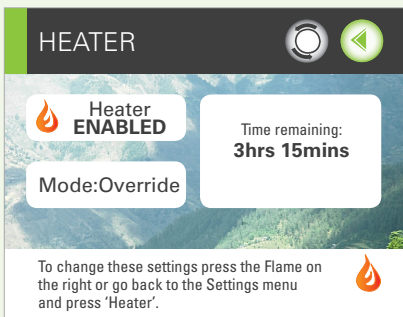 HEATER
Heater
ENABLED
Time remaining:
3hrs 15mins
Mode:Override
To change these settings press the Flame on
the right or go back to the Settings menu
and press ‘Heater’.